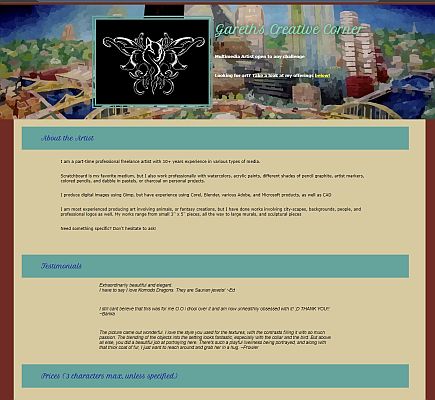 Gareth's Creative Corner
Multimedia Artist open to any challenge
Looking for art? Take a look at my offerings below!
About the Artist
I am a part-time professional freelance artist with 10+ years experience in various types of media.
Scratchboard is my favorite medium, but I also work professionally with watercolors, acrylic paints, different shades of pencil graphite, artist markers,
colored pencils, and dabble in pastels, or charcoal on personal projects.
I produce digital images using Gimp, but have experience using Corel, Blender, various Adobe, and Microsoft products, as well as CAD
I am most experienced producing art involving animals, or fantasy creations, but I have done works involving city-scapes, backgrounds, people, and
professional logos as well. My works range from small 3" x 5" pieces, all the way to large murals, and sculptural pieces
Need something specific? Don't hesitate to ask!
Testimonials
Extraordinarily beautiful and elegant.
I have to say I love Komodo Dragons. They are Saurian jewels! ~Ed
I still cant believe that this was for me O.O I drool over it and am now unhealthily obsessed with it! ;D THANK YOU!!
The picture came out wonderful. I love the style you used for the textures, with the contrasts filling it with so much
passion. The blending of the objects into the setting looks fantastic, especially with the collar and the bird. But above
all else, you did a beautiful job at portraying here. There's such a playful liveliness being portrayed, and along with
that thick coat of fur, I just want to reach around and grab her in a hug. ~Prowler
Prices (3 characters max, unless specified)